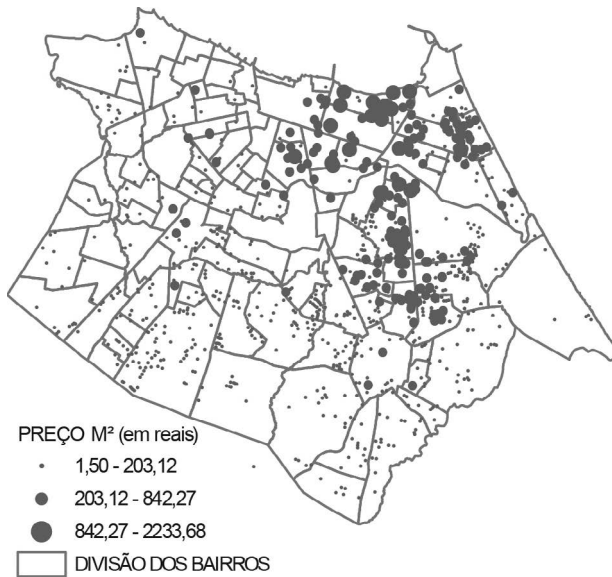 PREÇO M² (em reais)
1,50 - 203,12
203,12 - 842,27
842,27 - 2233,68
DIVISÃO DOS BAIRROS